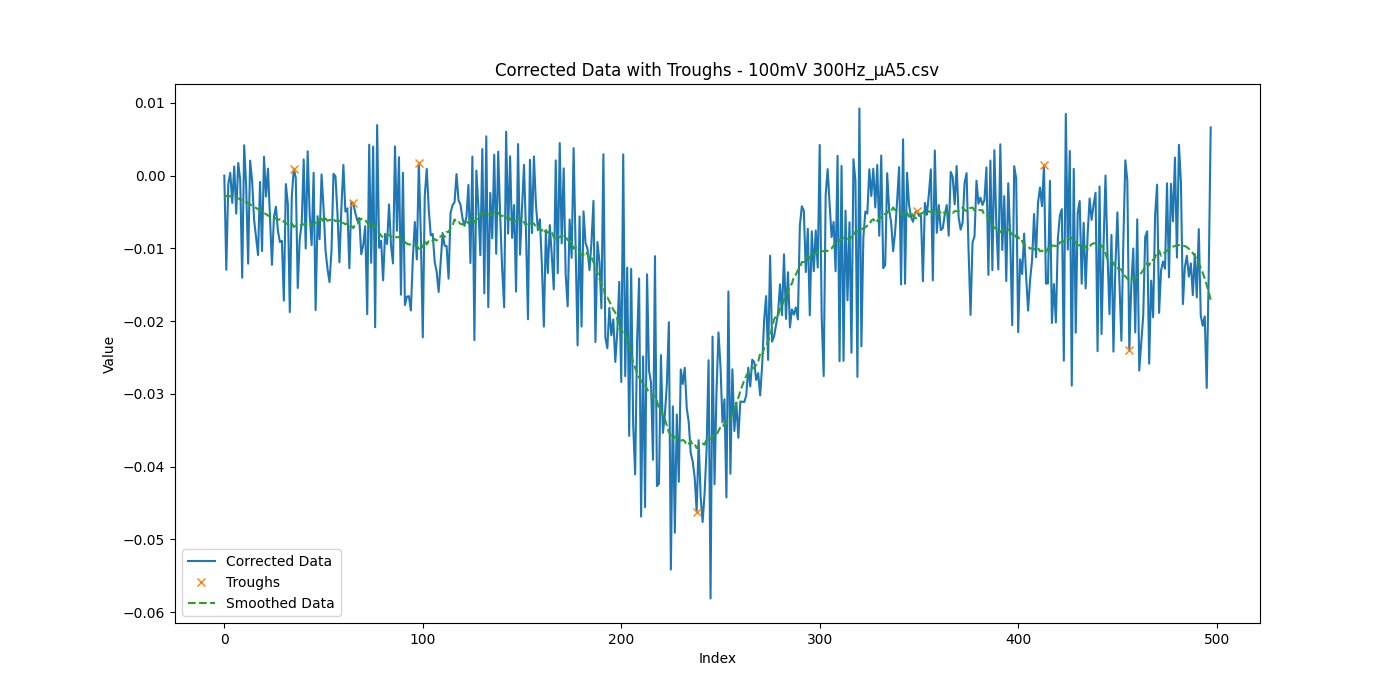 Corrected Data with Troughs - 100mV 300Hz_µA5.csv
0.01
0.00
−0.01
−0.02
−0.03
−0.04
−0.05
−0.06
Value
Corrected Data
Troughs
Smoothed Data
0 100 200 300 400 500
Index